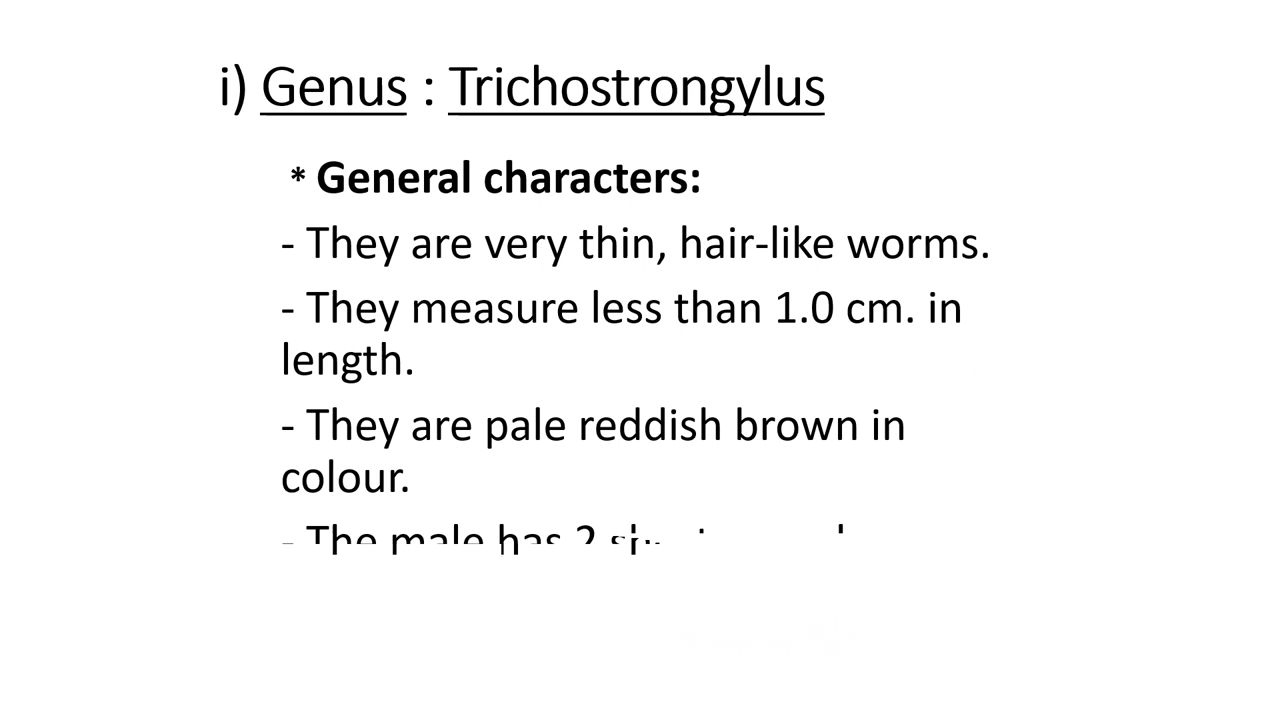 i) Genus : Trichostrongylus
* General characters:
- They are very thin, hair-like worms.
- They measure less than 1.0 cm. in
length.
- They are pale reddish brown in
colour.
- The male has 2